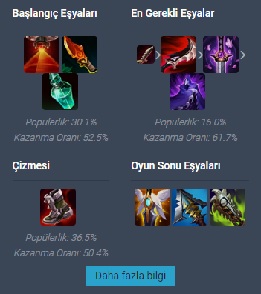 Başlangıç Eşyaları
En Gerekli Eşyalar
Popülerlik: 30.1%
Kazanma Oranı: 52.5%
Popülerlik: 15.0%
Kazanma Oranı: 61.7%
Çizmesi
Oyun Sonu Eşyaları
Popülerlik: 36.5%
Kazanma Oranı: 50.4%
Daha fazla bilgi